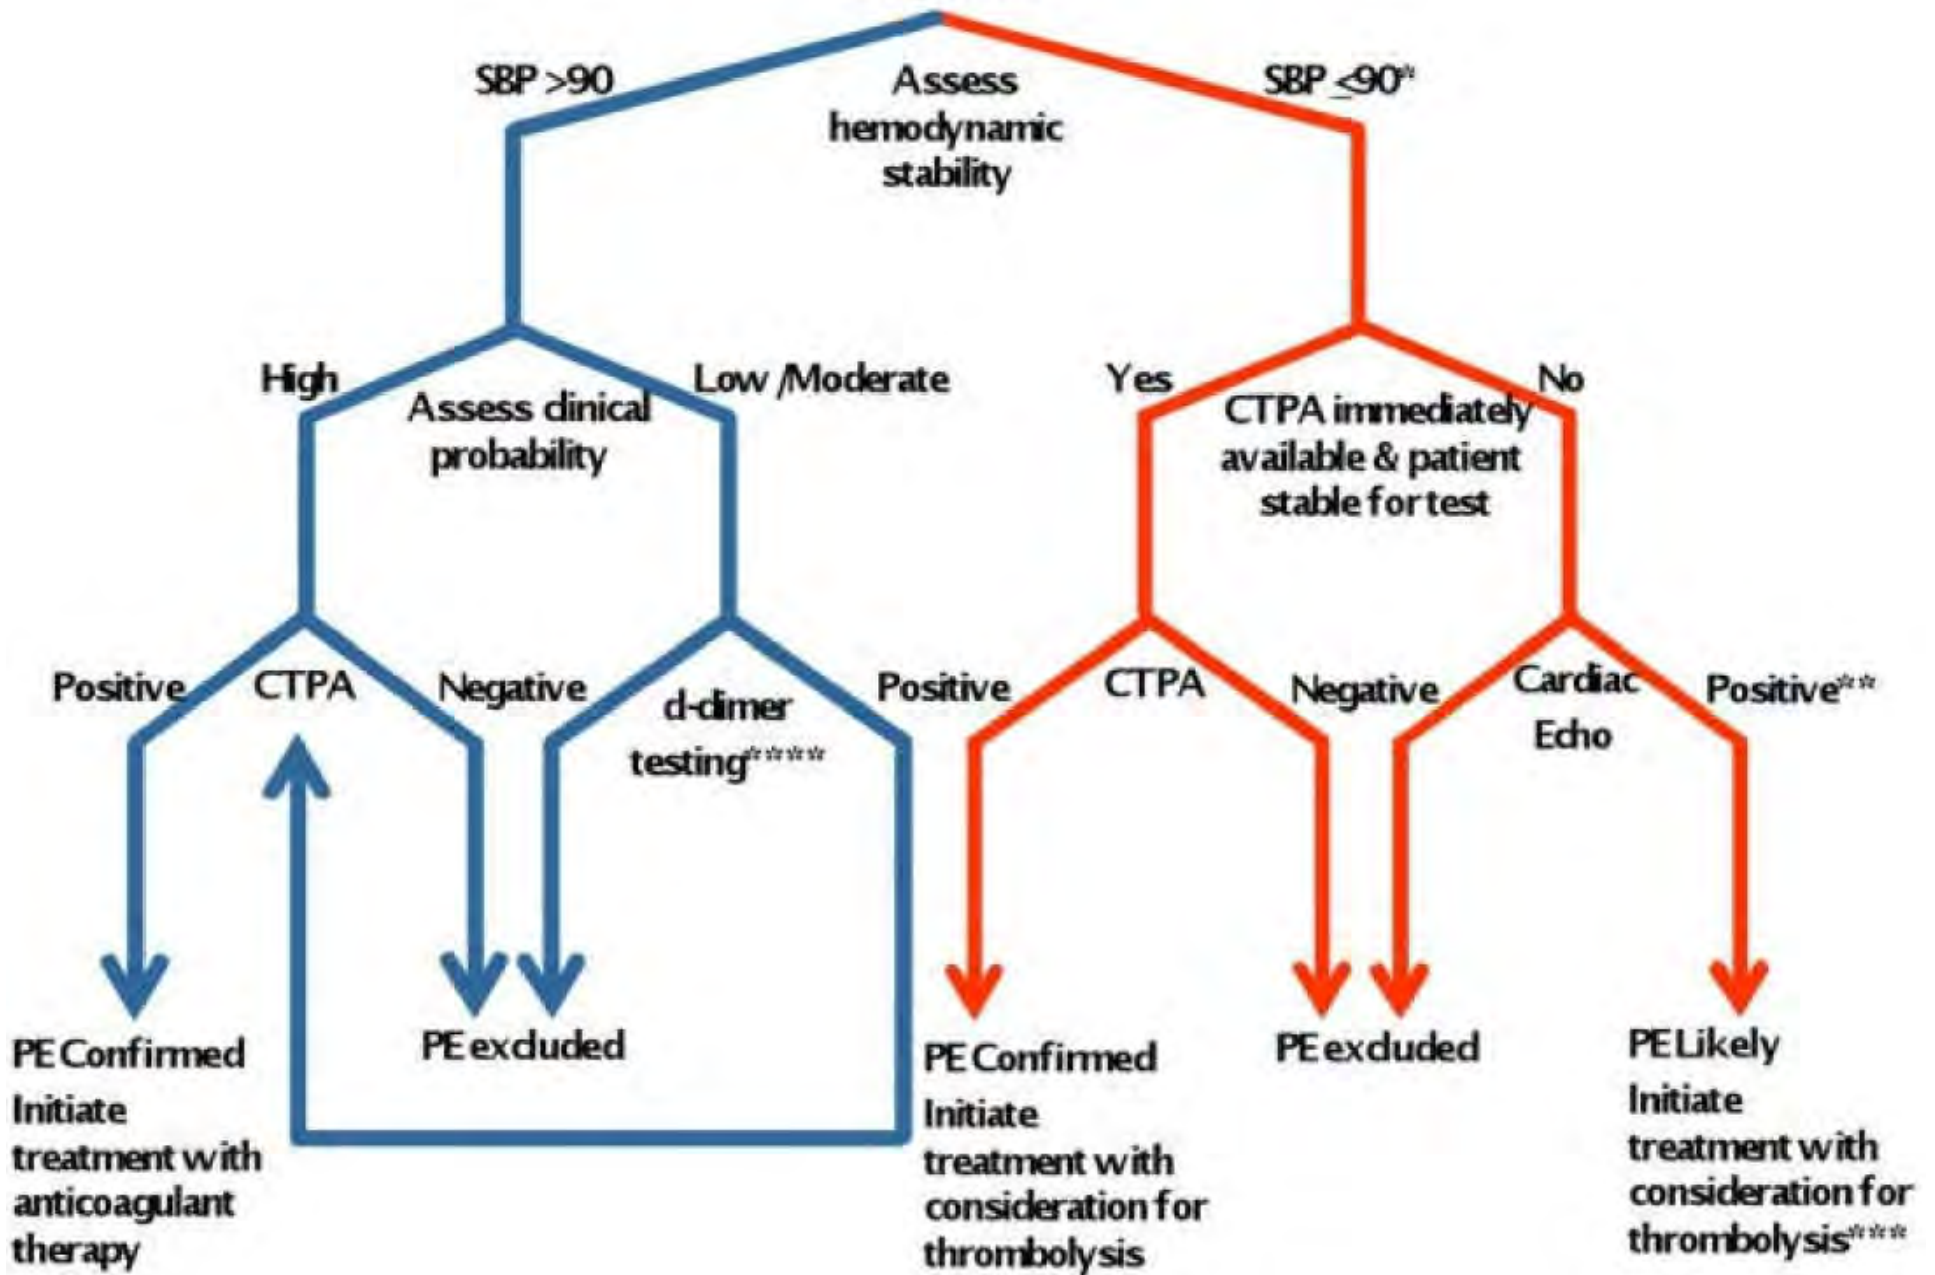 SBP >90
Assess
hemodynamic
stability
SBP ≤90*
High
Assess clinical
probability
Low /Moderate
Yes
CTPA immediately
available & patient
stable for test
No
Positive
CTPA
Negative
d-dimer
testing****
Positive
CTPA
Negative
Cardiac
Echo
Positive**
PE Confirmed
Initiate
treatment with
anticoagulant
therapy
PE excluded
PE Confirmed
Initiate
treatment with
consideration for
thrombolysis
PE excluded
PE Likely
Initiate
treatment with
consideration for
thrombolysis***